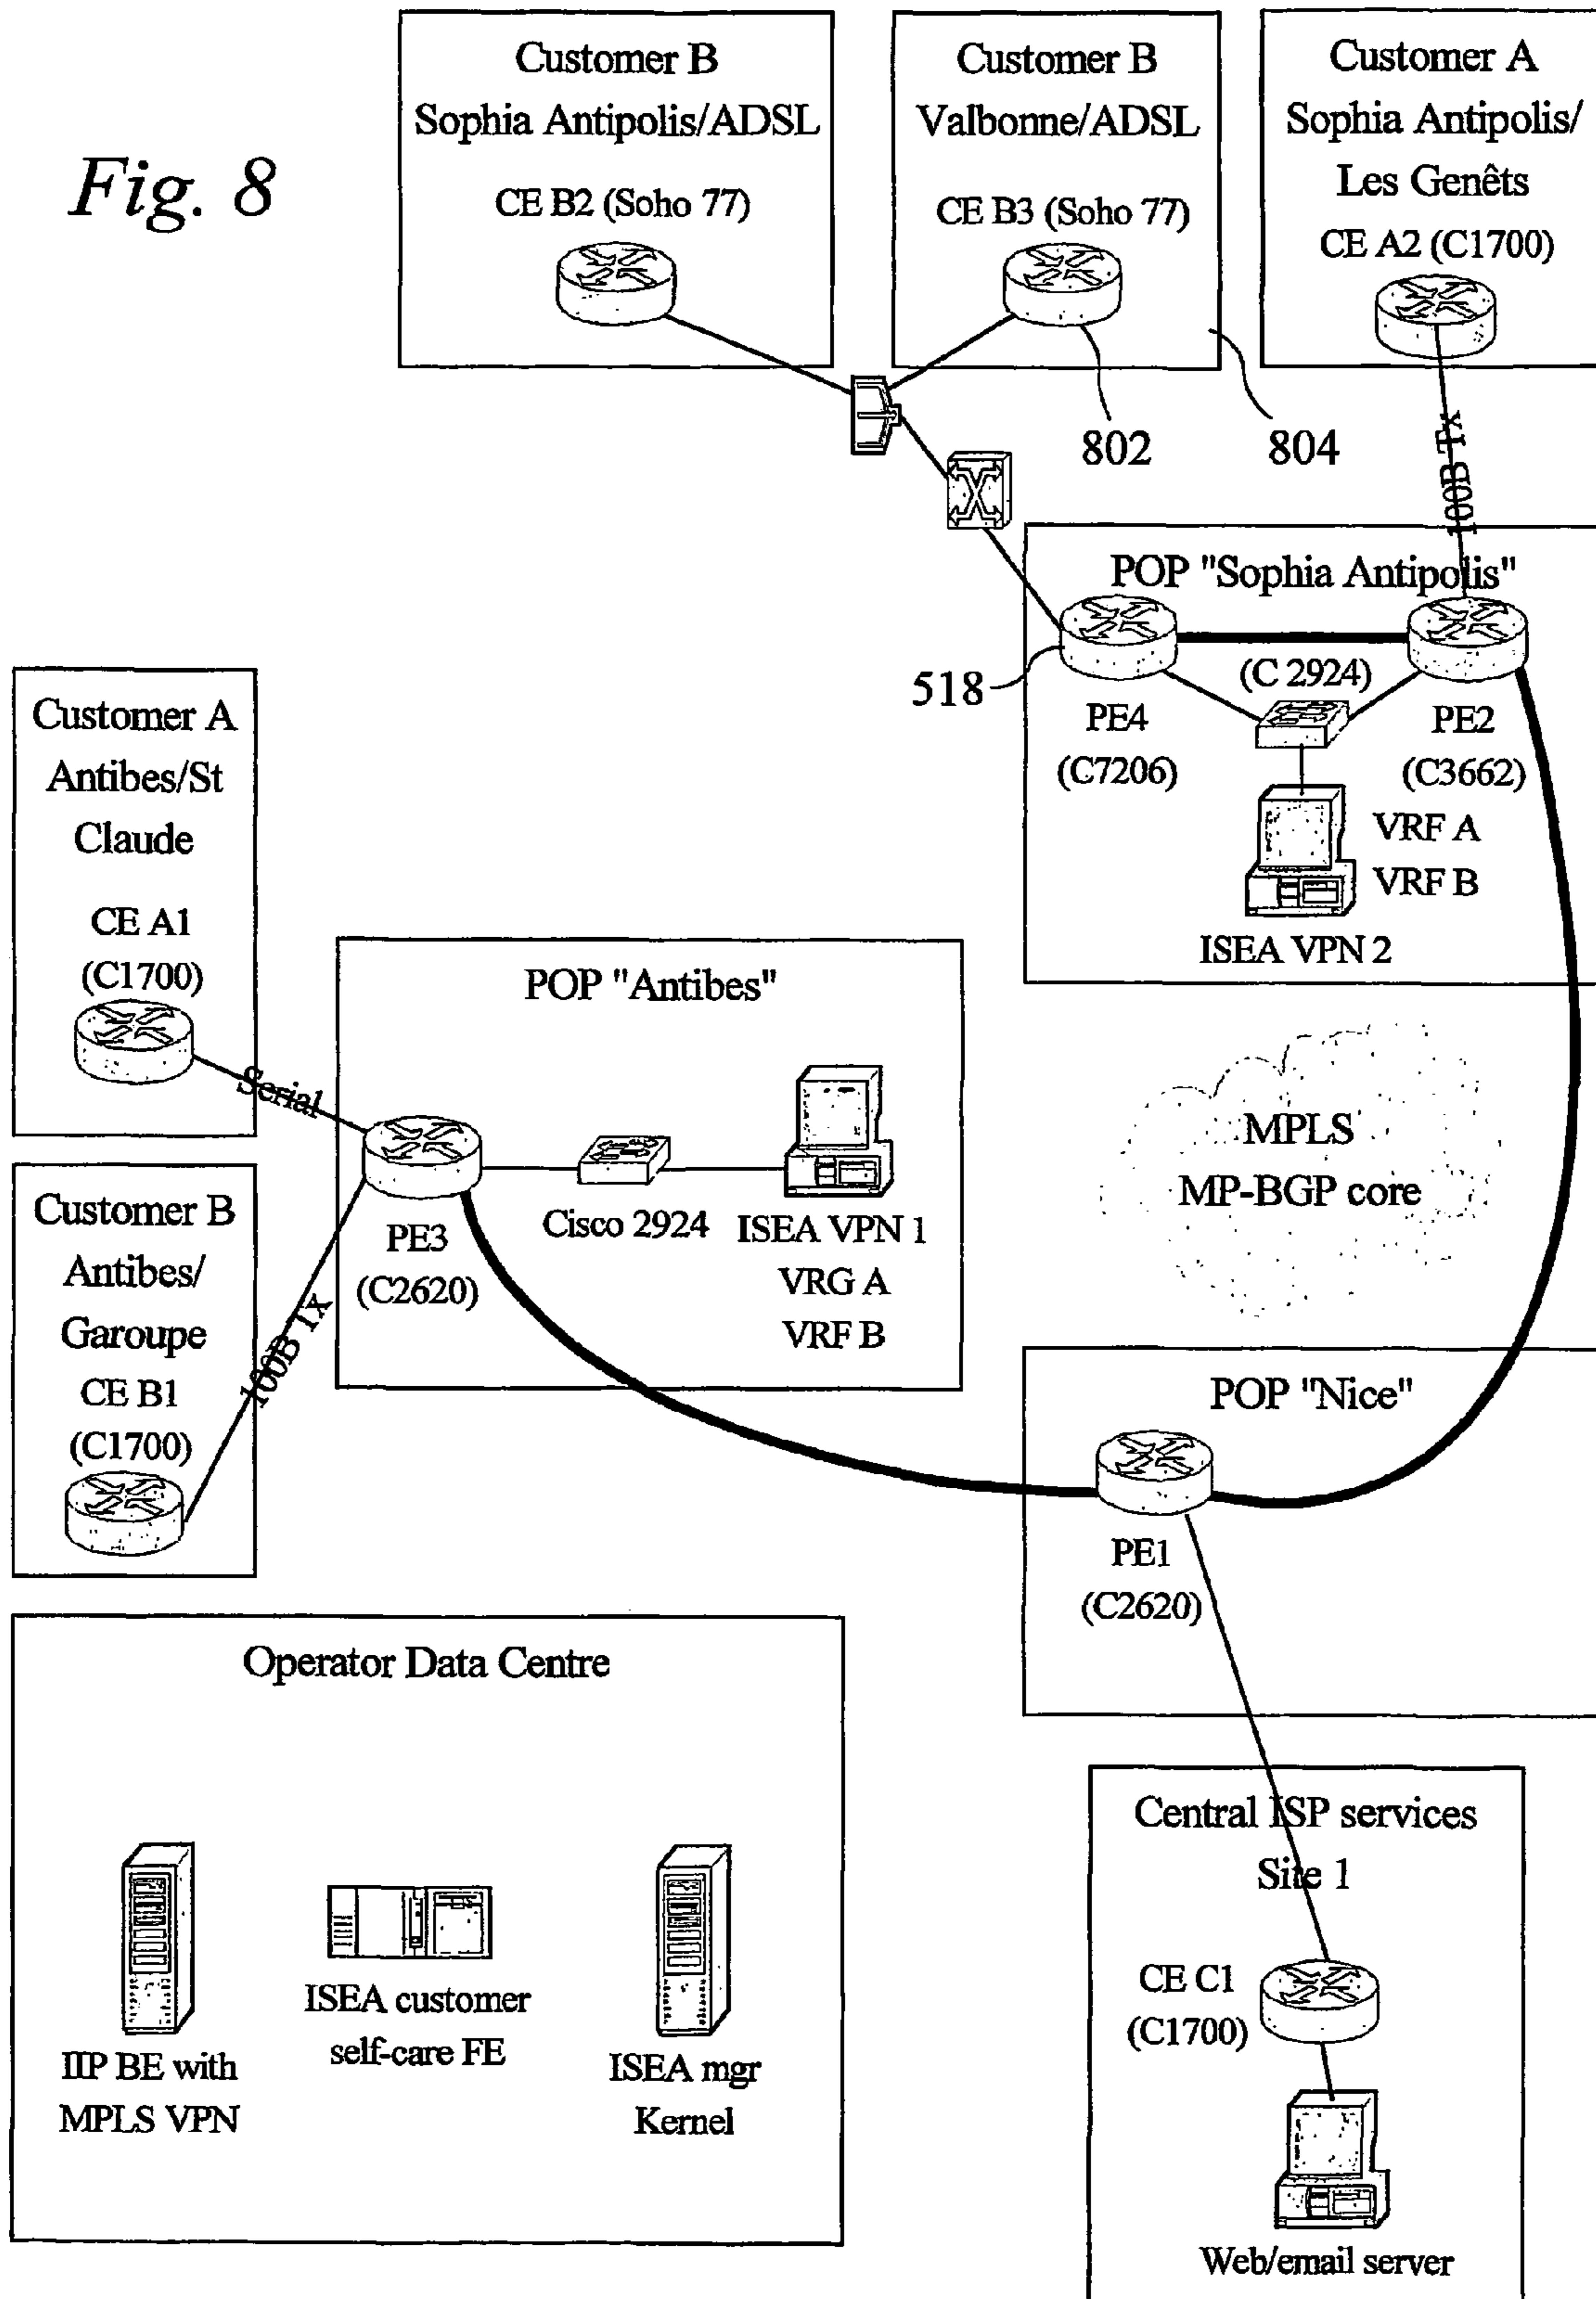 Fig. 8
Customer B
Sophia Antipolis/ADSL
CE B2 (Soho 77)
Customer B
Valbonne/ADSL
CE B3 (Soho 77)
Customer A
Sophia Antipolis/
Les Genêts
CE A2 (C1700)
802
804
100B Tx
POP "Sophia Antipolis"
518
(C 2924)
PE4
(C7206)
PE2
(C3662)
VRF A
VRF B
ISEA VPN 2
Customer A
Antibes/St
Claude
CE A1
(C1700)
Serial
POP "Antibes"
PE3
(C2620)
Cisco 2924
ISEA VPN 1
VRG A
VRF B
MPLS
MP-BGP core
Customer B
Antibes/
Garoupe
CE B1
(C1700)
100B Tx
POP "Nice"
PE1
(C2620)
Operator Data Centre
IIP BE with
MPLS VPN
ISEA customer
self-care FE
ISEA mgr
Kernel
Central ISP services
Site 1
CE C1
(C1700)
Web/email server